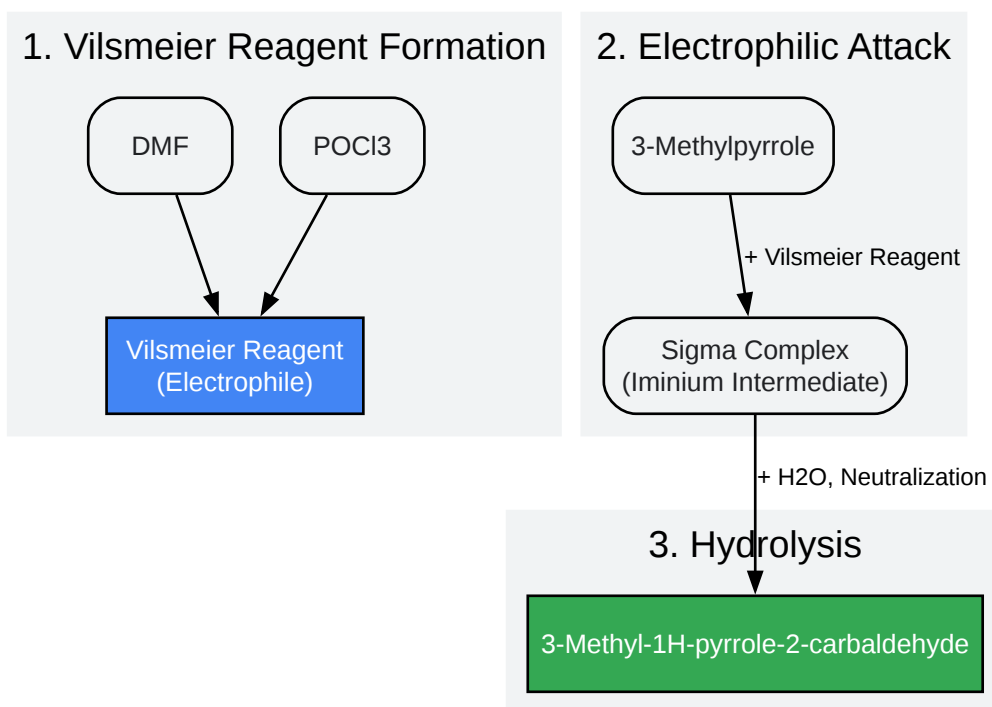 1. Vilsmeier Reagent Formation
DMF
POCl3
Vilsmeier Reagent
(Electrophile)
2. Electrophilic Attack
3-Methylpyrrole
+ Vilsmeier Reagent
Sigma Complex
(Iminium Intermediate)
+ H2O, Neutralization
3. Hydrolysis
3-Methyl-1H-pyrrole-2-carbaldehyde